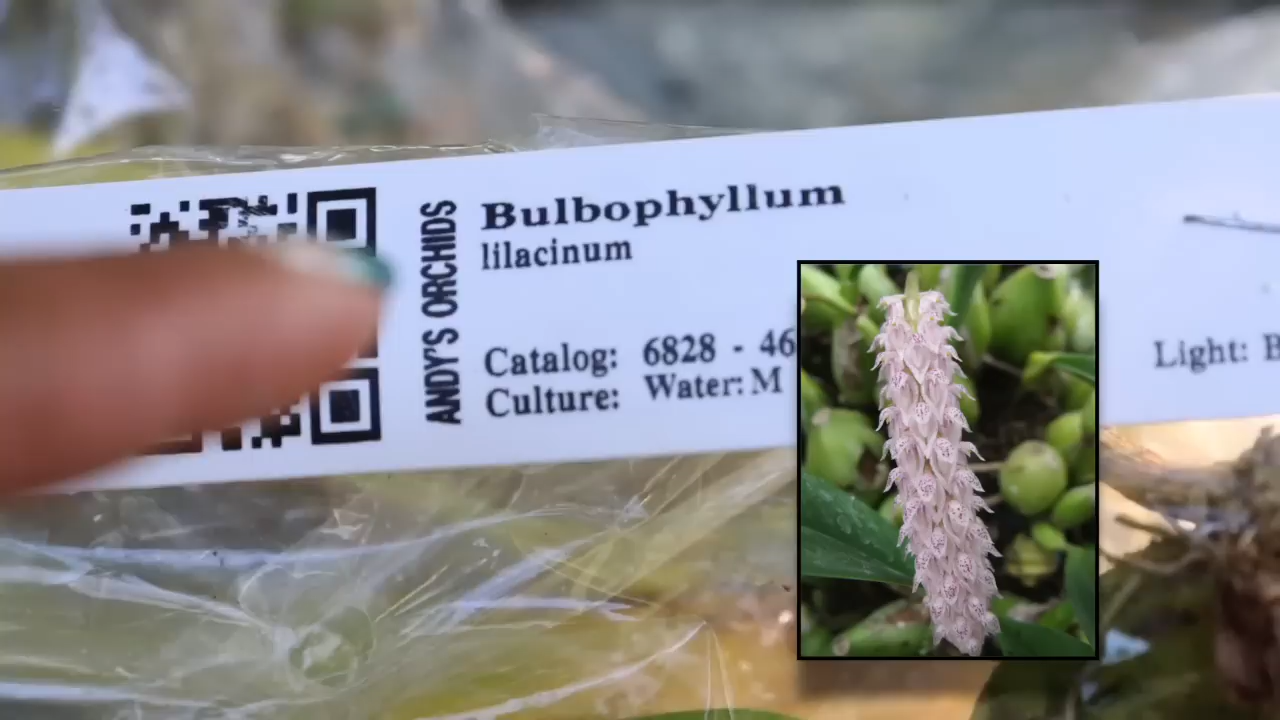 ANDY'S ORCHIDS
Bulbophyllum
lilacinum
Catalog: 6828 - 46
Culture: Water: M
Light: